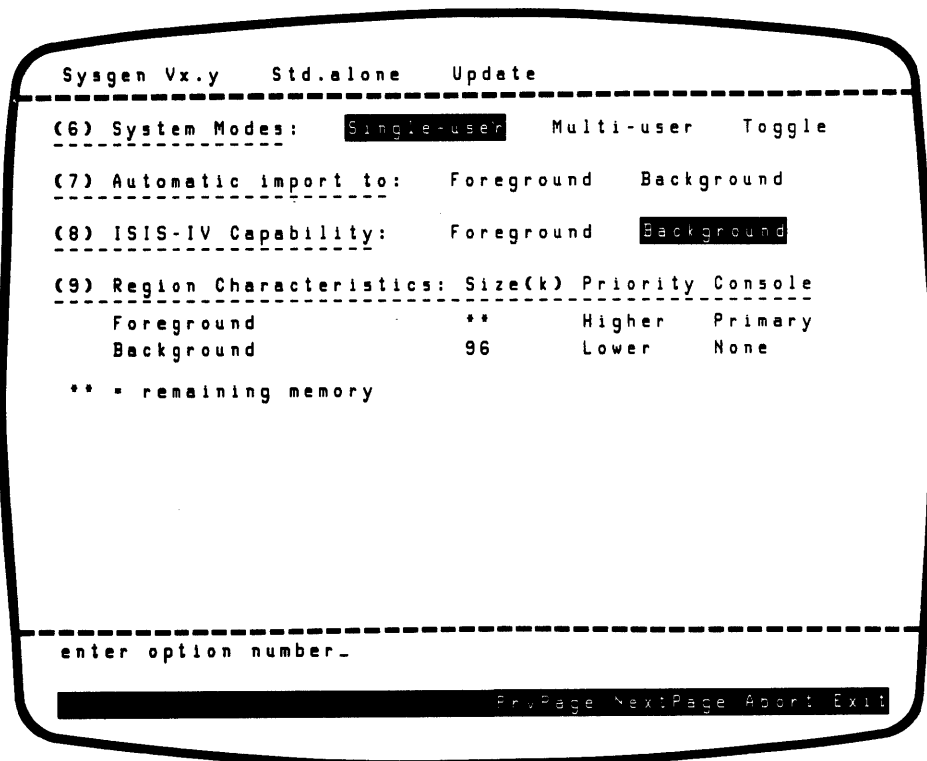 Sysgen Vx.y Std.alone Update
(6) System Modes: Single-user Multi-user Toggle
(7) Automatic import to: Foreground Background
(8) ISIS-IV Capability: Foreground Background
(9) Region Characteristics: Size(k) Priority Console
Foreground ** Higher Primary
Background 96 Lower None
** = remaining memory
enter option number_
PrvPage NextPage Abort Exit